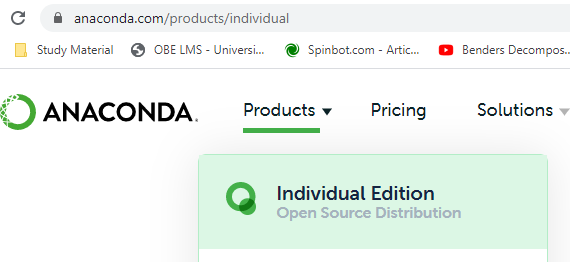 anaconda.com/products/individual
Study Material OBE LMS - Universi... Spinbot.com - Artic... Benders Decompos...
ANACONDA. Products Pricing Solutions
Individual Edition
Open Source Distribution